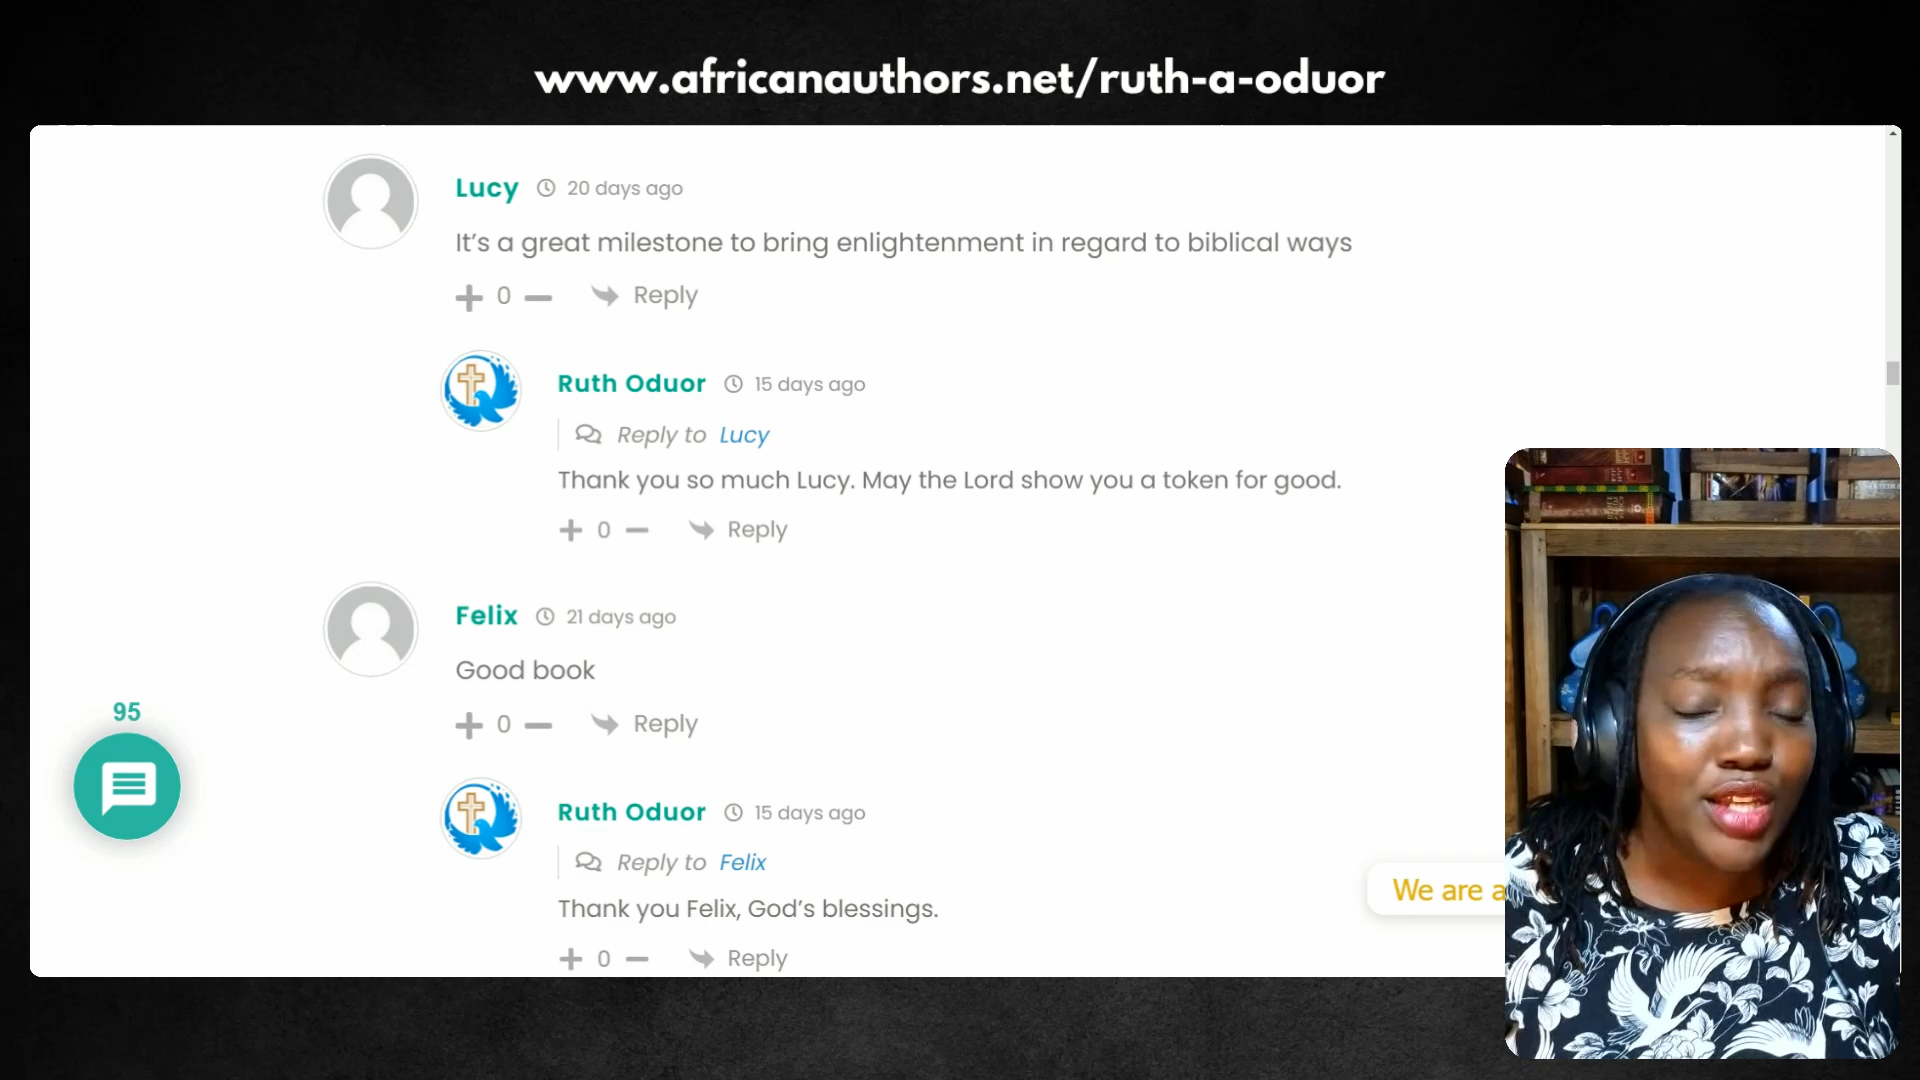 www.africanauthors.net/ruth-a-oduor
Lucy 20 days ago
It's a great milestone to bring enlightenment in regard to biblical ways
+ 0 − Reply
Ruth Oduor 15 days ago
Reply to Lucy
Thank you so much Lucy. May the Lord show you a token for good.
+ 0 − Reply
Felix 21 days ago
Good book
+ 0 − Reply
95
Ruth Oduor 15 days ago
Reply to Felix
Thank you Felix, God's blessings.
We are a
+ 0 − Reply